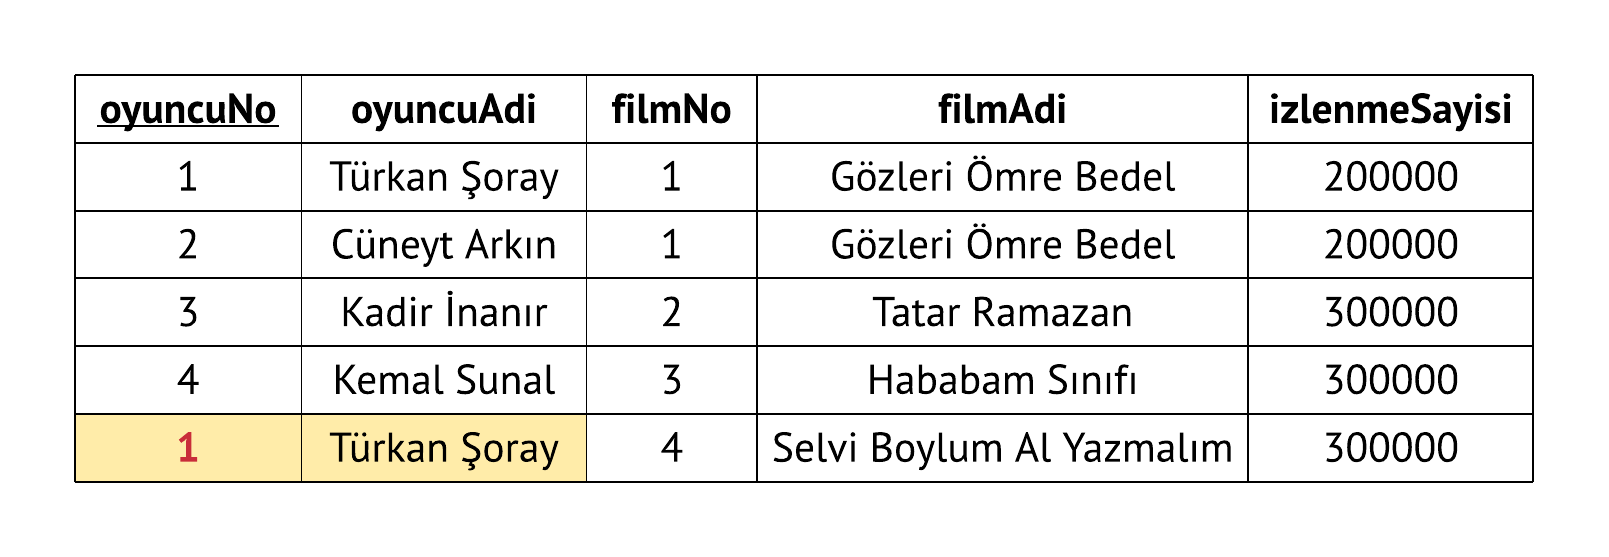 oyuncuNo oyuncuAdi filmNo filmAdi izlenmeSayisi
1 Türkan Şoray 1 Gözleri Ömre Bedel 200000
2 Cüneyt Arkın 1 Gözleri Ömre Bedel 200000
3 Kadir İnanır 2 Tatar Ramazan 300000
4 Kemal Sunal 3 Hababam Sınıfı 300000
1 Türkan Şoray 4 Selvi Boylum Al Yazmalım 300000